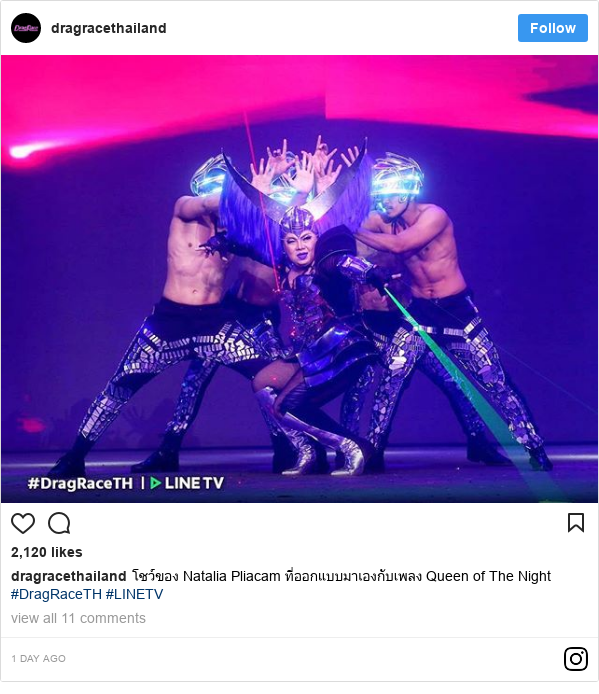 dragracethailand
Follow
#DragRaceTH | LINE TV
2,120 likes
dragracethailand โชว์ของ Natalia Pliacam ที่ออกแบบมาเองกับเพลง Queen of The Night
#DragRaceTH #LINETV
view all 11 comments
1 DAY AGO